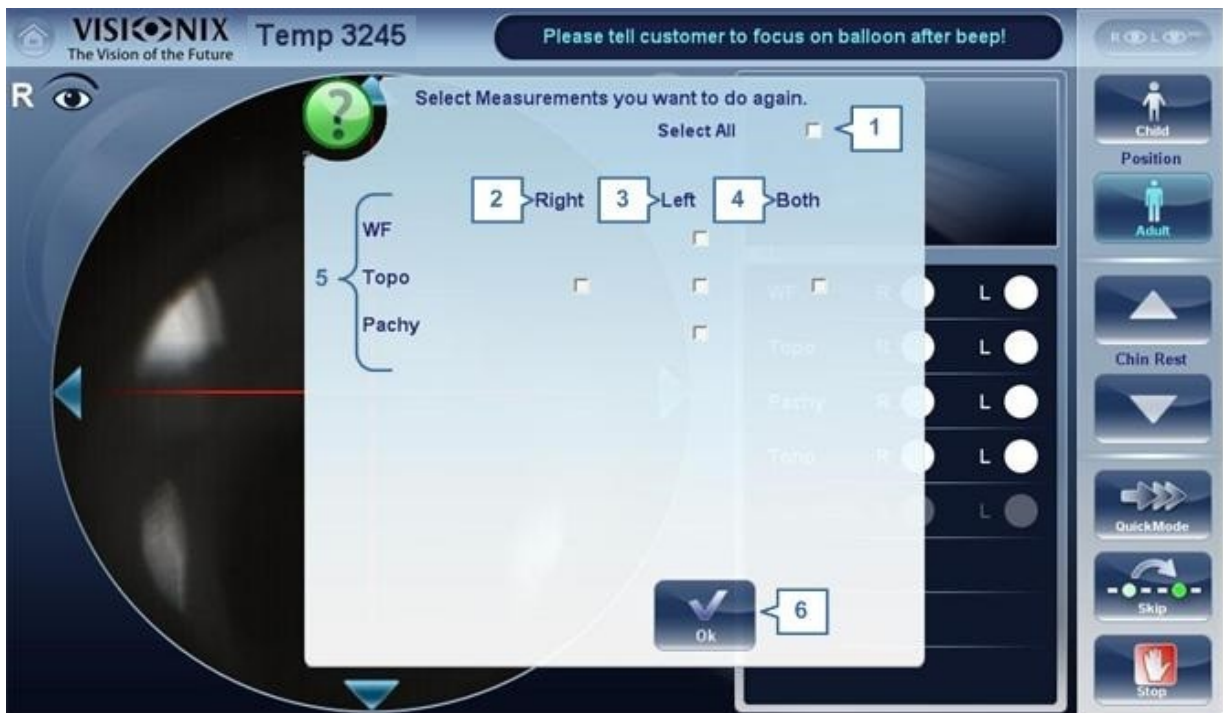 VISIONIX
The Vision of the Future
Temp 3245
Please tell customer to focus on balloon after beep!
R L
R
Select Measurements you want to do again.
Select All
1
2 Right 3 Left 4 Both
5
WF
Topo
Pachy
6
Ok
WF R L
Topo R L
Pachy R L
Tono R L
L
Child
Position
Adult
Chin Rest
QuickMode
Skip
Stop